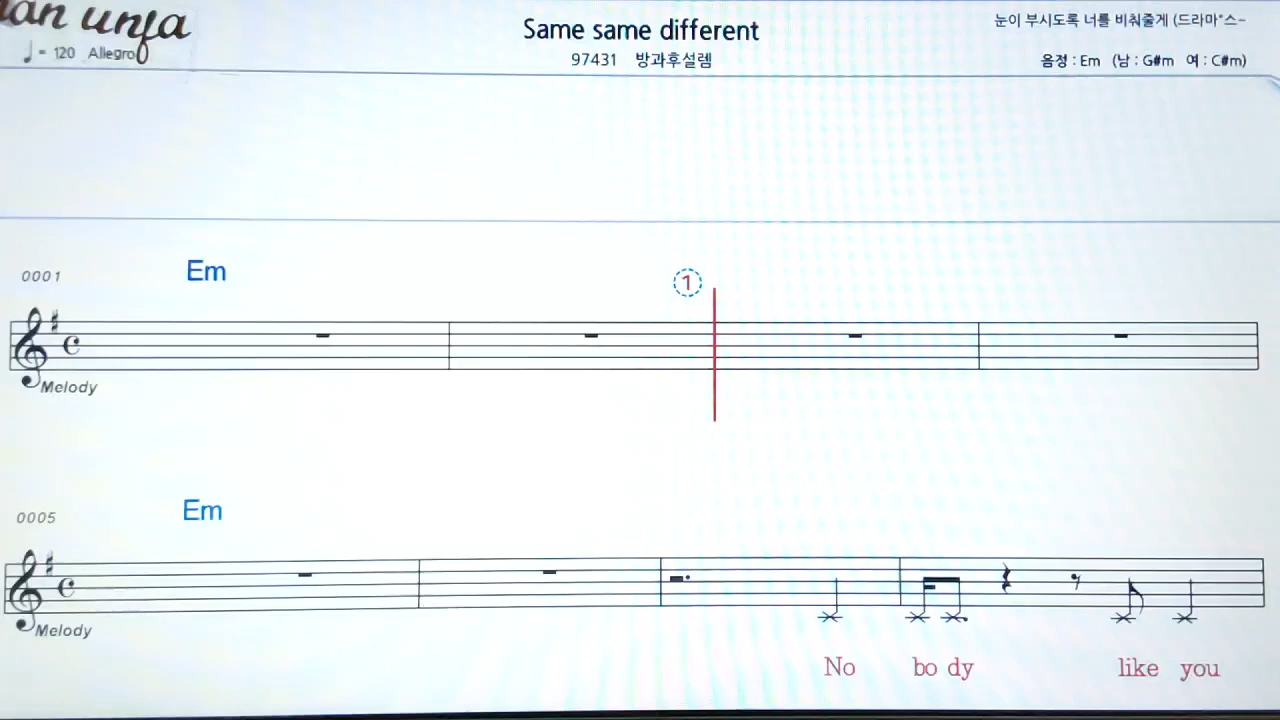 Same same different
눈이 부시도록 너를 비춰줄게 (드라마"스~
♩ = 120 Allegro
97431 방과후설렘
음정 : Em (남 : G#m 여 : C#m)
0001 Em
1
Melody
0005 Em
Melody
No bo dy like you